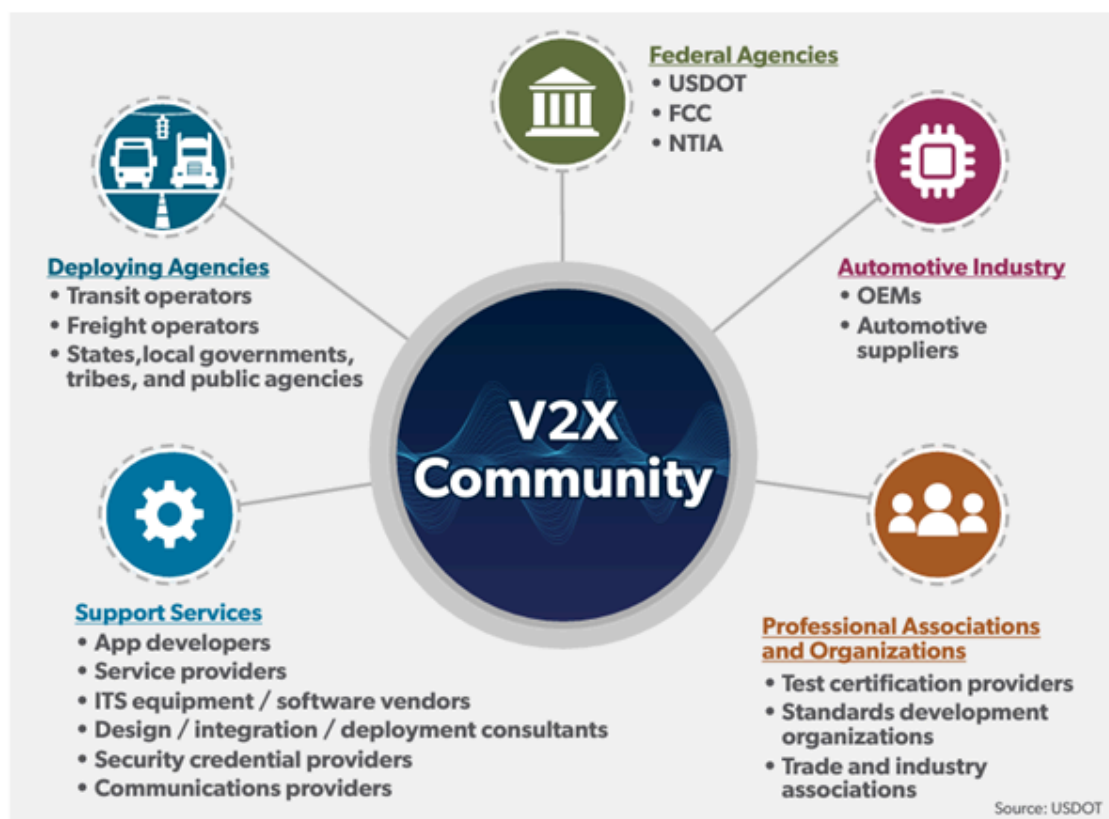 Federal Agencies
• USDOT
• FCC
• NTIA
Deploying Agencies
• Transit operators
• Freight operators
• States,local governments,
tribes, and public agencies
Automotive Industry
• OEMs
• Automotive
suppliers
V2X
Community
Support Services
• App developers
• Service providers
• ITS equipment / software vendors
• Design / integration / deployment consultants
• Security credential providers
• Communications providers
Professional Associations
and Organizations
• Test certification providers
• Standards development
organizations
• Trade and industry
associations
Source: USDOT